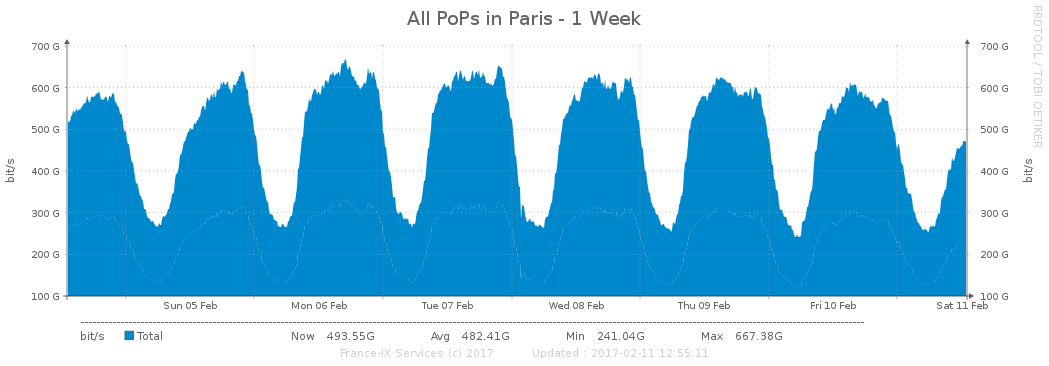 All PoPs in Paris - 1 Week
RRDTOOL / TOBI OETIKER
700 G 700 G
600 G 600 G
500 G 500 G
400 G 400 G
300 G 300 G
200 G 200 G
100 G 100 G
bit/s
bit/s
Sun 05 Feb Mon 06 Feb Tue 07 Feb Wed 08 Feb Thu 09 Feb Fri 10 Feb Sat 11 Feb
bit/s Total Now 493.55G Avg 482.41G Min 241.04G Max 667.38G
France-IX Services (c) 2017 Updated : 2017-02-11 12:55:11